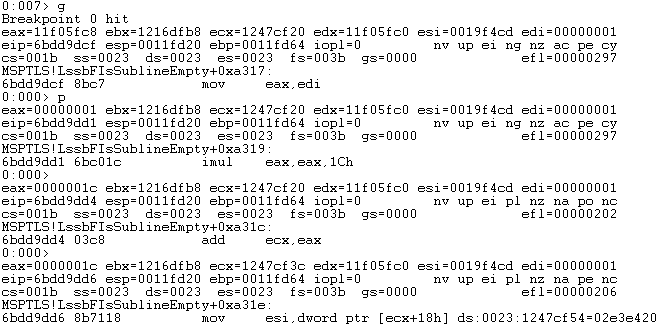 0:007> g
Breakpoint 0 hit
eax=11f05fc8 ebx=1216dfb8 ecx=1247cf20 edx=11f05fc0 esi=0019f4cd edi=00000001
eip=6bdd9dcf esp=0011fd20 ebp=0011fd64 iopl=0 nv up ei ng nz ac pe cy
cs=001b ss=0023 ds=0023 es=0023 fs=003b gs=0000 efl=00000297
MSPTLS!LssbFIsSublineEmpty+0xa317:
6bdd9dcf 8bc7 mov eax,edi
0:000> p
eax=00000001 ebx=1216dfb8 ecx=1247cf20 edx=11f05fc0 esi=0019f4cd edi=00000001
eip=6bdd9dd1 esp=0011fd20 ebp=0011fd64 iopl=0 nv up ei ng nz ac pe cy
cs=001b ss=0023 ds=0023 es=0023 fs=003b gs=0000 efl=00000297
MSPTLS!LssbFIsSublineEmpty+0xa319:
6bdd9dd1 6bc01c imul eax,eax,1Ch
0:000>
eax=0000001c ebx=1216dfb8 ecx=1247cf20 edx=11f05fc0 esi=0019f4cd edi=00000001
eip=6bdd9dd4 esp=0011fd20 ebp=0011fd64 iopl=0 nv up ei pl nz na po nc
cs=001b ss=0023 ds=0023 es=0023 fs=003b gs=0000 efl=00000202
MSPTLS!LssbFIsSublineEmpty+0xa31c:
6bdd9dd4 03c8 add ecx,eax
0:000>
eax=0000001c ebx=1216dfb8 ecx=1247cf3c edx=11f05fc0 esi=0019f4cd edi=00000001
eip=6bdd9dd6 esp=0011fd20 ebp=0011fd64 iopl=0 nv up ei pl nz na pe nc
cs=001b ss=0023 ds=0023 es=0023 fs=003b gs=0000 efl=00000206
MSPTLS!LssbFIsSublineEmpty+0xa31e:
6bdd9dd6 8b7118 mov esi,dword ptr [ecx+18h] ds:0023:1247cf54=02e3e420